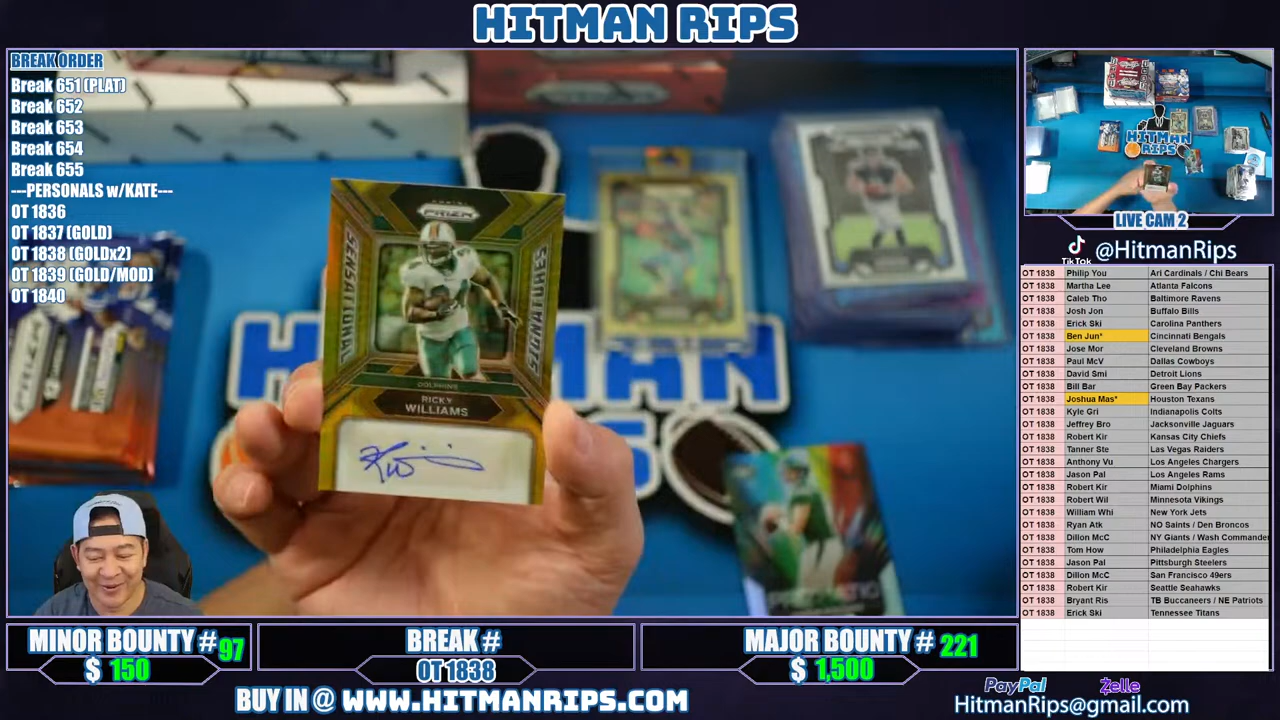 HITMAN RIPS
BREAK ORDER
Break 651 (PLAT)
Break 652
Break 653
Break 654
Break 655
---PERSONALS w/KATE---
OT 1836
OT 1837 (GOLD)
OT 1838 (GOLDx2)
OT 1839 (GOLD/MOD)
OT 1840
PANINI
PRIZM
SENSATIONAL
SIGNATURES
DOLPHINS
RICKY
WILLIAMS
HITMAN
RIPS
LIVE CAM 2
TikTok @HitmanRips
OT 1838 Philip You Ari Cardinals / Chi Bears
OT 1838 Martha Lee Atlanta Falcons
OT 1838 Caleb Tho Baltimore Ravens
OT 1838 Josh Jon Buffalo Bills
OT 1838 Erick Ski Carolina Panthers
OT 1838 Ben Jun* Cincinnati Bengals
OT 1838 Jose Mor Cleveland Browns
OT 1838 Paul McV Dallas Cowboys
OT 1838 David Smi Detroit Lions
OT 1838 Bill Bar Green Bay Packers
OT 1838 Joshua Mas* Houston Texans
OT 1838 Kyle Gri Indianapolis Colts
OT 1838 Jeffrey Bro Jacksonville Jaguars
OT 1838 Robert Kir Kansas City Chiefs
OT 1838 Tanner Ste Las Vegas Raiders
OT 1838 Anthony Vu Los Angeles Chargers
OT 1838 Jason Pal Los Angeles Rams
OT 1838 Robert Kir Miami Dolphins
OT 1838 Robert Wil Minnesota Vikings
OT 1838 William Whi New York Jets
OT 1838 Ryan Atk NO Saints / Den Broncos
OT 1838 Dillon McC NY Giants / Wash Commander
OT 1838 Tom How Philadelphia Eagles
OT 1838 Jason Pal Pittsburgh Steelers
OT 1838 Dillon McC San Francisco 49ers
OT 1838 Robert Kir Seattle Seahawks
OT 1838 Bryant Ris TB Buccaneers / NE Patriots
OT 1838 Erick Ski Tennessee Titans
MINOR BOUNTY # 97
$ 150
BREAK #
OT 1838
MAJOR BOUNTY # 221
$ 1,500
BUY IN @ WWW.HITMANRIPS.COM
PayPal Zelle
HitmanRips@gmail.com